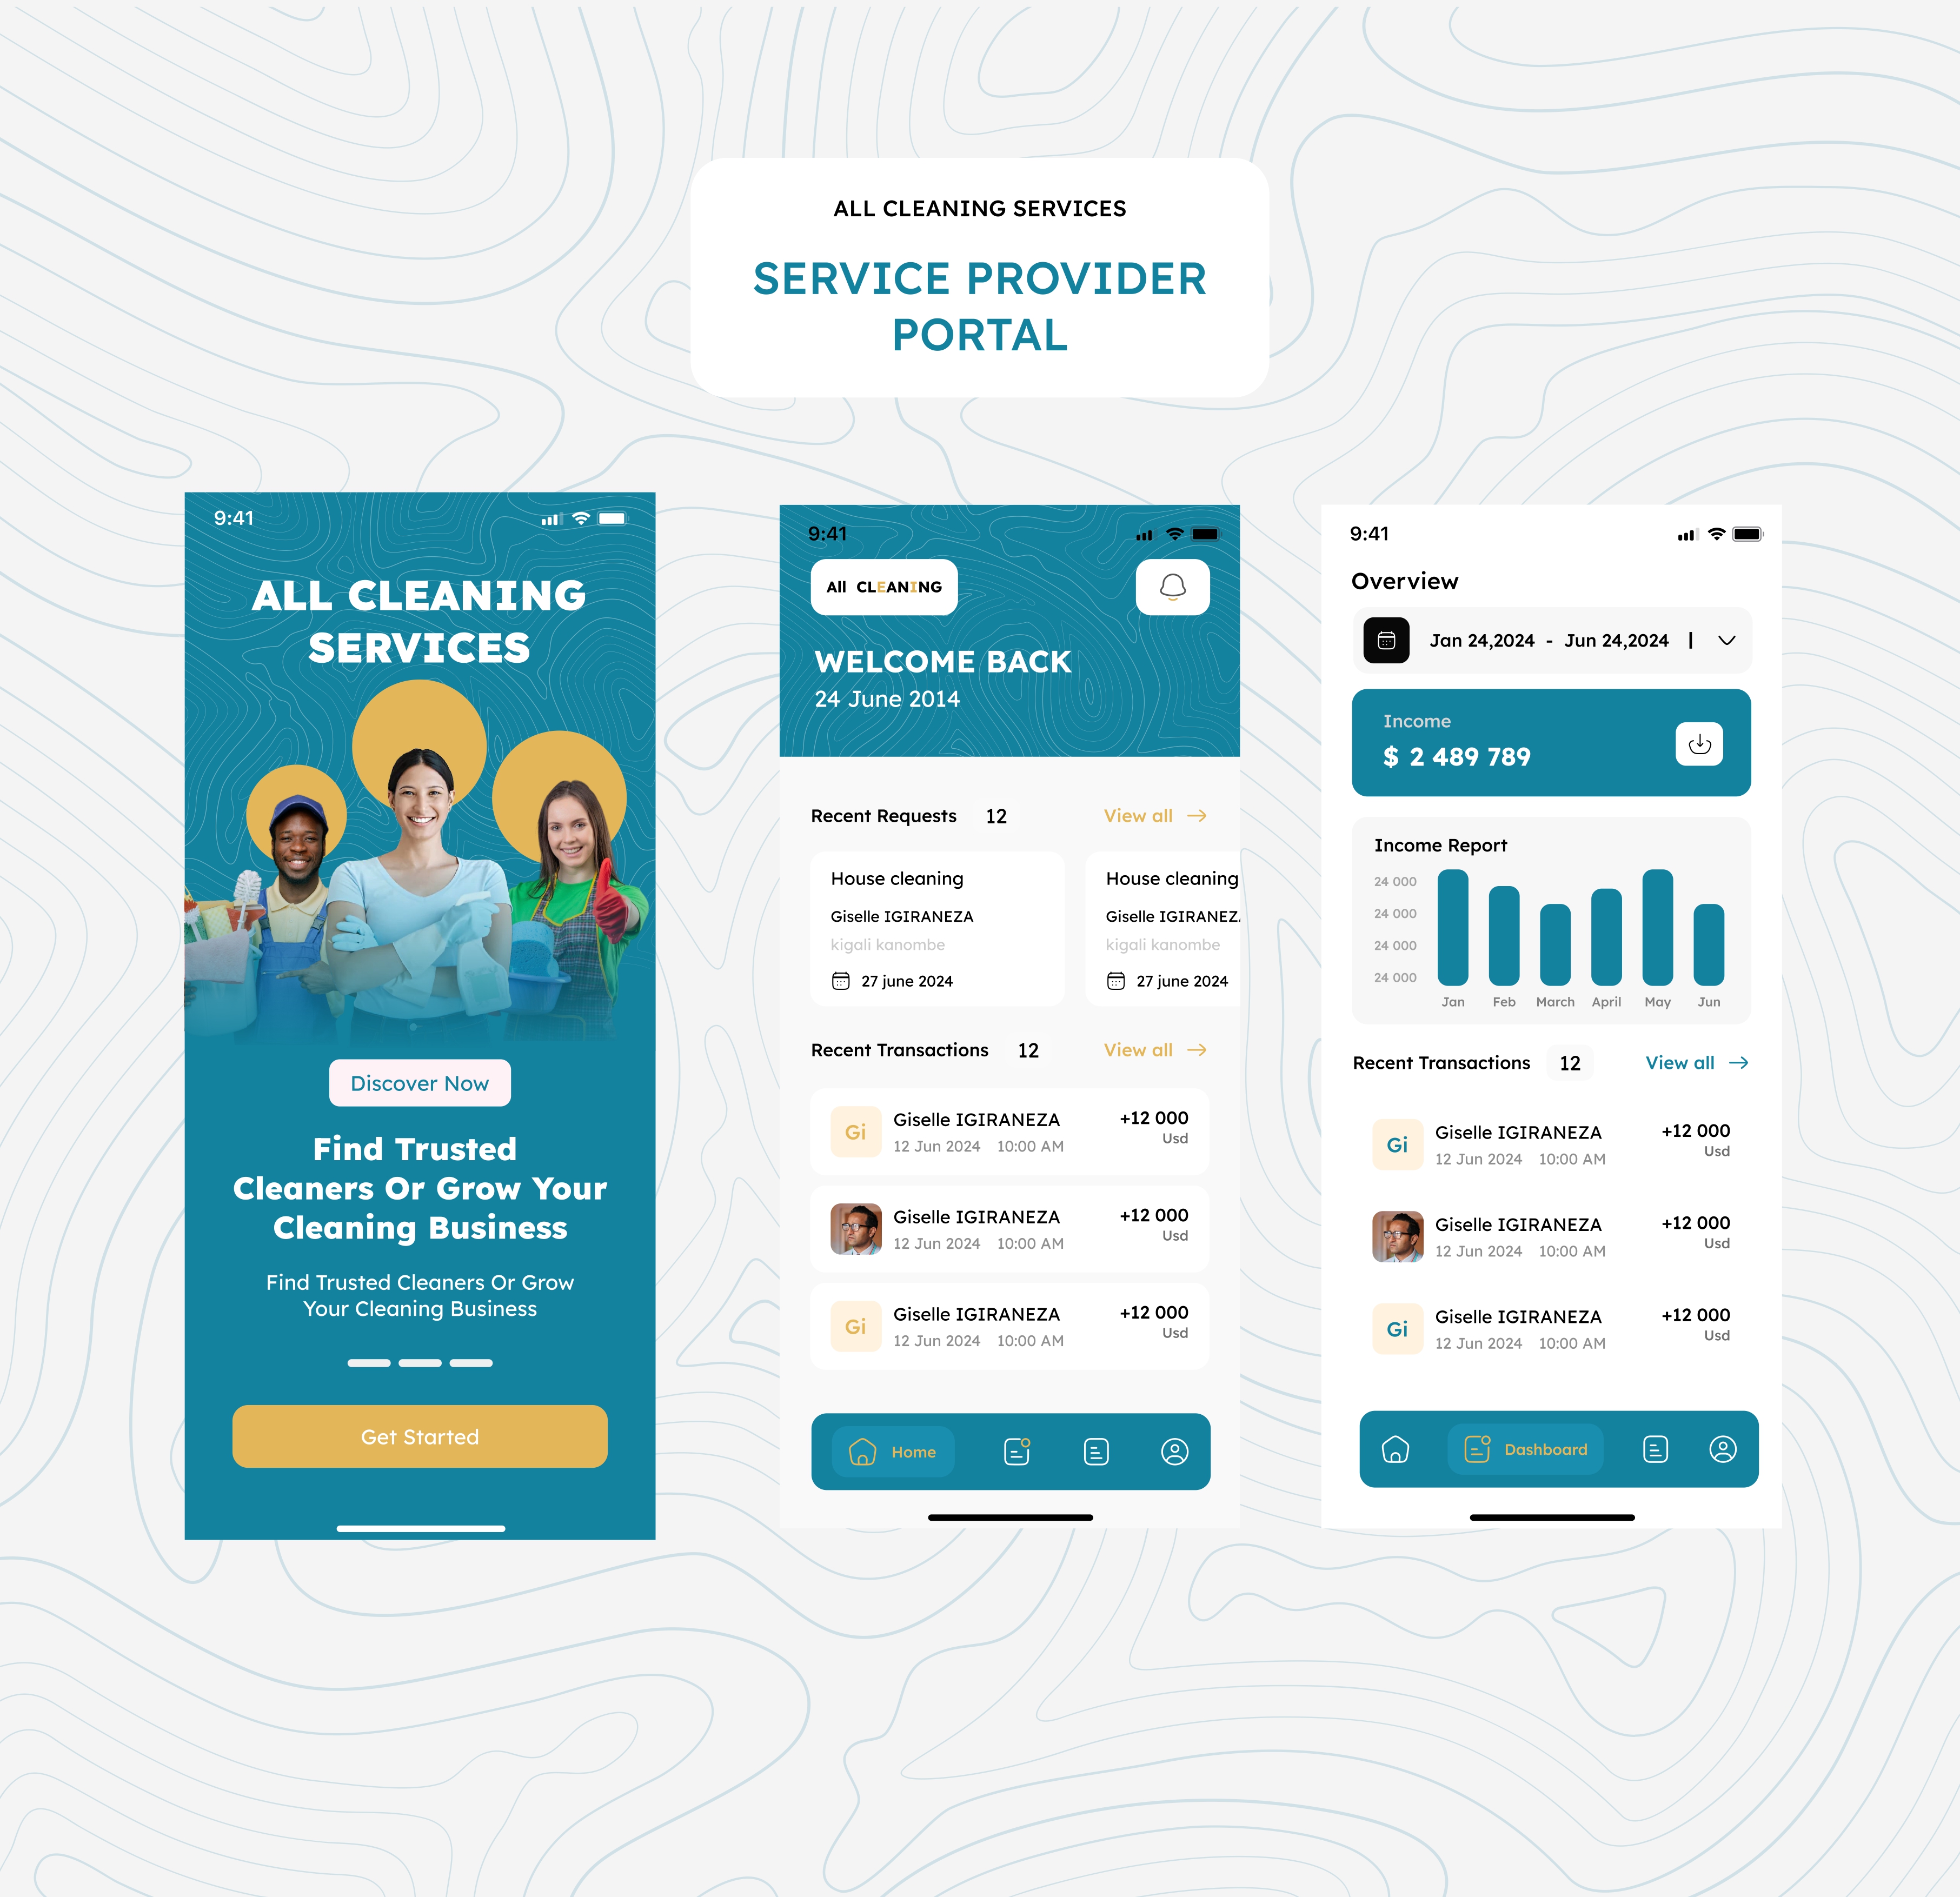 ALL CLEANING SERVICES
SERVICE PROVIDER
PORTAL
9:41
ALL CLEANING
SERVICES
Discover Now
Find Trusted
Cleaners Or Grow Your
Cleaning Business
Find Trusted Cleaners Or Grow
Your Cleaning Business
Get Started
9:41
All CLEANING
WELCOME BACK
24 June 2014
Recent Requests 12 View all
House cleaning
Giselle IGIRANEZA
kigali kanombe
27 june 2024
House cleaning
Giselle IGIRANEZA
kigali kanombe
27 june 2024
Recent Transactions 12 View all
Gi Giselle IGIRANEZA +12 000
12 Jun 2024 10:00 AM Usd
Giselle IGIRANEZA +12 000
12 Jun 2024 10:00 AM Usd
Gi Giselle IGIRANEZA +12 000
12 Jun 2024 10:00 AM Usd
Home
9:41
Overview
Jan 24,2024 - Jun 24,2024 |
Income
$ 2 489 789
Income Report
24 000
24 000
24 000
24 000
Jan Feb March April May Jun
Recent Transactions 12 View all
Gi Giselle IGIRANEZA +12 000
12 Jun 2024 10:00 AM Usd
Giselle IGIRANEZA +12 000
12 Jun 2024 10:00 AM Usd
Gi Giselle IGIRANEZA +12 000
12 Jun 2024 10:00 AM Usd
Dashboard